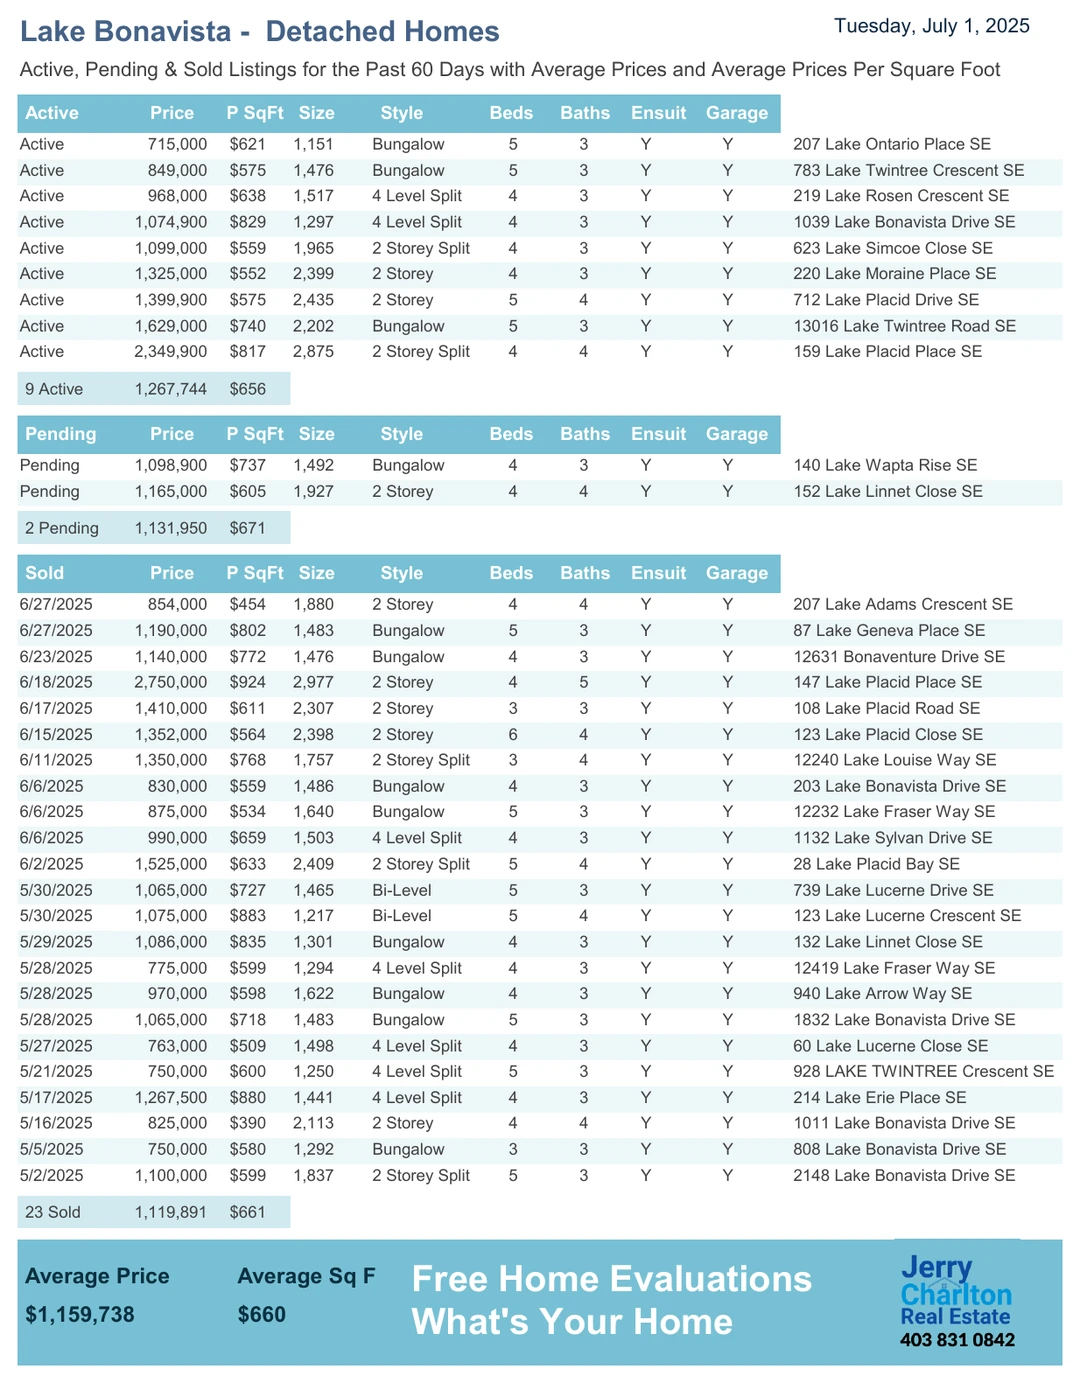 Lake Bonavista -  Detached Homes
Tuesday, July 1, 2025
Active, Pending & Sold Listings for the Past 60 Days with Average Prices and Average Prices Per Square Foot
Active Price P SqFt Size Style Beds Baths Ensuit Garage
Active 715,000 $621 1,151 Bungalow 5 3 Y Y 207 Lake Ontario Place SE
Active 849,000 $575 1,476 Bungalow 5 3 Y Y 783 Lake Twintree Crescent SE
Active 968,000 $638 1,517 4 Level Split 4 3 Y Y 219 Lake Rosen Crescent SE
Active 1,074,900 $829 1,297 4 Level Split 4 3 Y Y 1039 Lake Bonavista Drive SE
Active 1,099,000 $559 1,965 2 Storey Split 4 3 Y Y 623 Lake Simcoe Close SE
Active 1,325,000 $552 2,399 2 Storey 4 3 Y Y 220 Lake Moraine Place SE
Active 1,399,900 $575 2,435 2 Storey 5 4 Y Y 712 Lake Placid Drive SE
Active 1,629,000 $740 2,202 Bungalow 5 3 Y Y 13016 Lake Twintree Road SE
Active 2,349,900 $817 2,875 2 Storey Split 4 4 Y Y 159 Lake Placid Place SE
9 Active 1,267,744 $656
Pending Price P SqFt Size Style Beds Baths Ensuit Garage
Pending 1,098,900 $737 1,492 Bungalow 4 3 Y Y 140 Lake Wapta Rise SE
Pending 1,165,000 $605 1,927 2 Storey 4 4 Y Y 152 Lake Linnet Close SE
2 Pending 1,131,950 $671
Sold Price P SqFt Size Style Beds Baths Ensuit Garage
6/27/2025 854,000 $454 1,880 2 Storey 4 4 Y Y 207 Lake Adams Crescent SE
6/27/2025 1,190,000 $802 1,483 Bungalow 5 3 Y Y 87 Lake Geneva Place SE
6/23/2025 1,140,000 $772 1,476 Bungalow 4 3 Y Y 12631 Bonaventure Drive SE
6/18/2025 2,750,000 $924 2,977 2 Storey 4 5 Y Y 147 Lake Placid Place SE
6/17/2025 1,410,000 $611 2,307 2 Storey 3 3 Y Y 108 Lake Placid Road SE
6/15/2025 1,352,000 $564 2,398 2 Storey 6 4 Y Y 123 Lake Placid Close SE
6/11/2025 1,350,000 $768 1,757 2 Storey Split 3 4 Y Y 12240 Lake Louise Way SE
6/6/2025 830,000 $559 1,486 Bungalow 4 3 Y Y 203 Lake Bonavista Drive SE
6/6/2025 875,000 $534 1,640 Bungalow 5 3 Y Y 12232 Lake Fraser Way SE
6/6/2025 990,000 $659 1,503 4 Level Split 4 3 Y Y 1132 Lake Sylvan Drive SE
6/2/2025 1,525,000 $633 2,409 2 Storey Split 5 4 Y Y 28 Lake Placid Bay SE
5/30/2025 1,065,000 $727 1,465 Bi-Level 5 3 Y Y 739 Lake Lucerne Drive SE
5/30/2025 1,075,000 $883 1,217 Bi-Level 5 4 Y Y 123 Lake Lucerne Crescent SE
5/29/2025 1,086,000 $835 1,301 Bungalow 4 3 Y Y 132 Lake Linnet Close SE
5/28/2025 775,000 $599 1,294 4 Level Split 4 3 Y Y 12419 Lake Fraser Way SE
5/28/2025 970,000 $598 1,622 Bungalow 4 3 Y Y 940 Lake Arrow Way SE
5/28/2025 1,065,000 $718 1,483 Bungalow 5 3 Y Y 1832 Lake Bonavista Drive SE
5/27/2025 763,000 $509 1,498 4 Level Split 4 3 Y Y 60 Lake Lucerne Close SE
5/21/2025 750,000 $600 1,250 4 Level Split 5 3 Y Y 928 LAKE TWINTREE Crescent SE
5/17/2025 1,267,500 $880 1,441 4 Level Split 4 3 Y Y 214 Lake Erie Place SE
5/16/2025 825,000 $390 2,113 2 Storey 4 4 Y Y 1011 Lake Bonavista Drive SE
5/5/2025 750,000 $580 1,292 Bungalow 3 3 Y Y 808 Lake Bonavista Drive SE
5/2/2025 1,100,000 $599 1,837 2 Storey Split 5 3 Y Y 2148 Lake Bonavista Drive SE
23 Sold 1,119,891 $661
Average Price Average Sq F
$1,159,738 $660
Free Home Evaluations
What's Your Home
Jerry
Charlton
Real Estate
403 831 0842